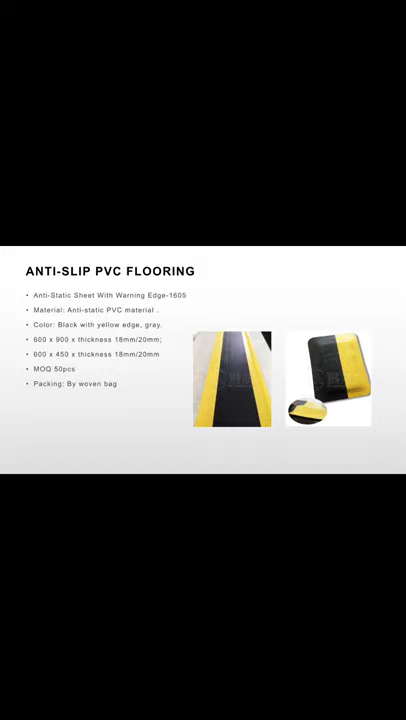 ANTI-SLIP PVC FLOORING
• Anti-Static Sheet With Warning Edge-1605
• Material: Anti-static PVC material .
• Color: Black with yellow edge, gray.
• 600 x 900 x thickness 18mm/20mm;
• 600 x 450 x thickness 18mm/20mm
• MOQ 50pcs
• Packing: By woven bag